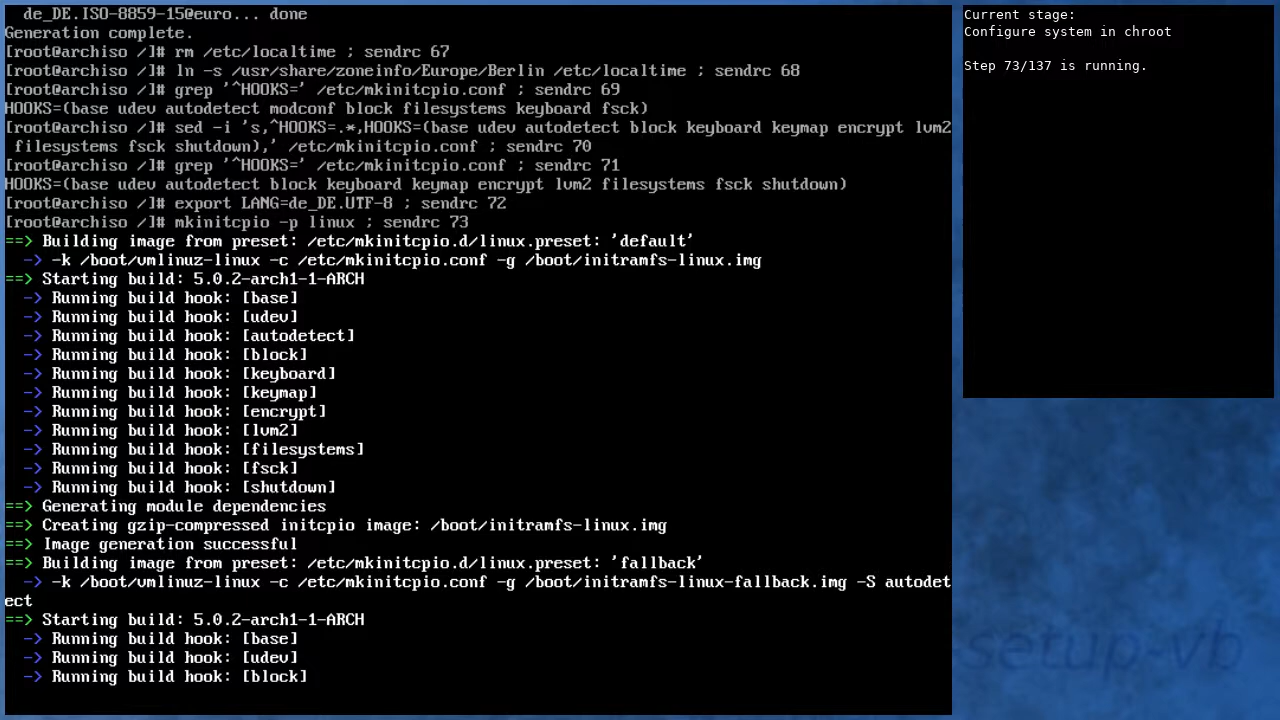 de_DE.ISO-8859-15@euro... done
Generation complete.
[root@archiso /]# rm /etc/localtime ; sendrc 67
[root@archiso /]# ln -s /usr/share/zoneinfo/Europe/Berlin /etc/localtime ; sendrc 68
[root@archiso /]# grep '^HOOKS=' /etc/mkinitcpio.conf ; sendrc 69
HOOKS=(base udev autodetect modconf block filesystems keyboard fsck)
[root@archiso /]# sed -i 's,^HOOKS=.*,HOOKS=(base udev autodetect block keyboard keymap encrypt lvm2
 filesystems fsck shutdown),' /etc/mkinitcpio.conf ; sendrc 70
[root@archiso /]# grep '^HOOKS=' /etc/mkinitcpio.conf ; sendrc 71
HOOKS=(base udev autodetect block keyboard keymap encrypt lvm2 filesystems fsck shutdown)
[root@archiso /]# export LANG=de_DE.UTF-8 ; sendrc 72
[root@archiso /]# mkinitcpio -p linux ; sendrc 73
==> Building image from preset: /etc/mkinitcpio.d/linux.preset: 'default'
  -> -k /boot/vmlinuz-linux -c /etc/mkinitcpio.conf -g /boot/initramfs-linux.img
==> Starting build: 5.0.2-arch1-1-ARCH
  -> Running build hook: [base]
  -> Running build hook: [udev]
  -> Running build hook: [autodetect]
  -> Running build hook: [block]
  -> Running build hook: [keyboard]
  -> Running build hook: [keymap]
  -> Running build hook: [encrypt]
  -> Running build hook: [lvm2]
  -> Running build hook: [filesystems]
  -> Running build hook: [fsck]
  -> Running build hook: [shutdown]
==> Generating module dependencies
==> Creating gzip-compressed initcpio image: /boot/initramfs-linux.img
==> Image generation successful
==> Building image from preset: /etc/mkinitcpio.d/linux.preset: 'fallback'
  -> -k /boot/vmlinuz-linux -c /etc/mkinitcpio.conf -g /boot/initramfs-linux-fallback.img -S autodet
ect
==> Starting build: 5.0.2-arch1-1-ARCH
  -> Running build hook: [base]
  -> Running build hook: [udev]
  -> Running build hook: [block]
Current stage:
Configure system in chroot
Step 73/137 is running.
setup-vb